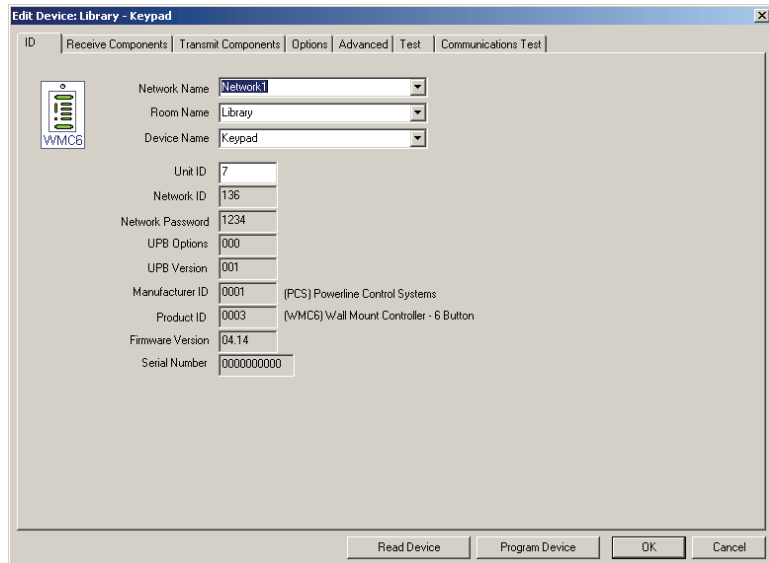 Edit Device: Library - Keypad
ID Receive Components Transmit Components Options Advanced Test Communications Test
WMC6
Network Name Network1
Room Name Library
Device Name Keypad
Unit ID 7
Network ID 136
Network Password 1234
UPB Options 000
UPB Version 001
Manufacturer ID 0001 (PCS) Powerline Control Systems
Product ID 0003 (WMC6) Wall Mount Controller - 6 Button
Firmware Version 04.14
Serial Number 0000000000
Read Device Program Device OK Cancel